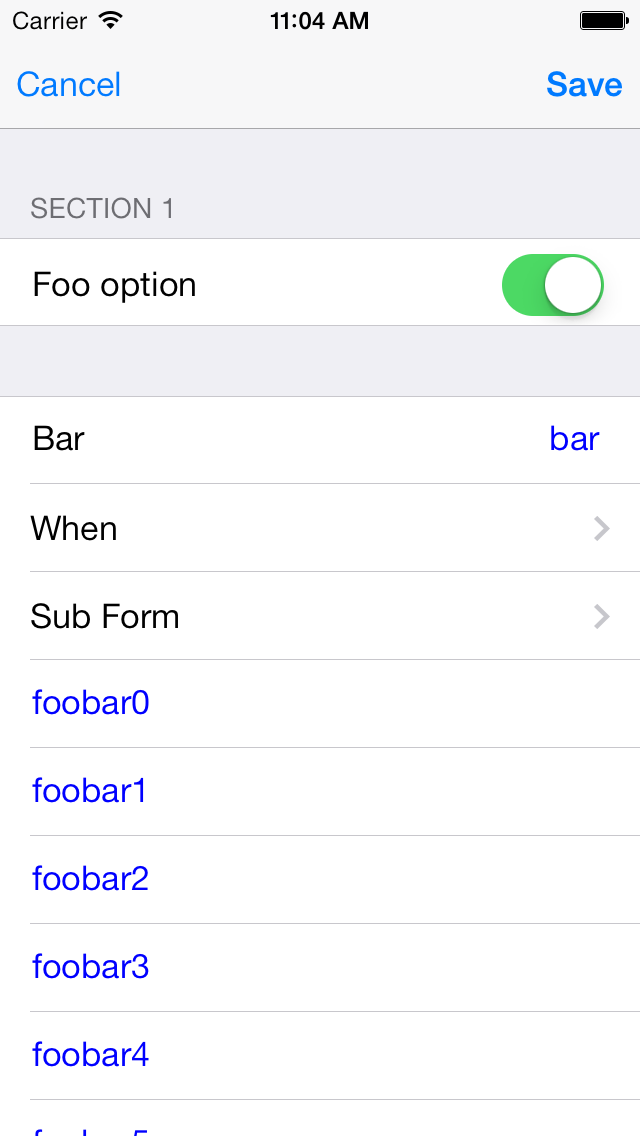 Carrier 11:04 AM
Cancel Save
SECTION 1
Foo option
Bar bar
When
Sub Form
foobar0
foobar1
foobar2
foobar3
foobar4